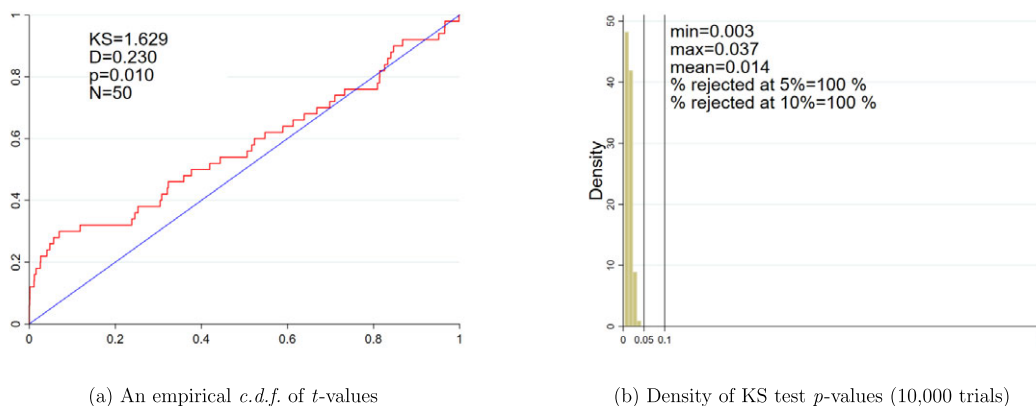 KS=1.629
D=0.230
p=0.010
N=50
1
0.8
0.6
0.4
0.2
0
0 0.2 0.4 0.6 0.8 1
min=0.003
max=0.037
mean=0.014
% rejected at 5%=100 %
% rejected at 10%=100 %
Density
50
40
30
20
10
0
0 0.05 0.1
(a) An empirical c.d.f. of t-values
(b) Density of KS test p-values (10,000 trials)